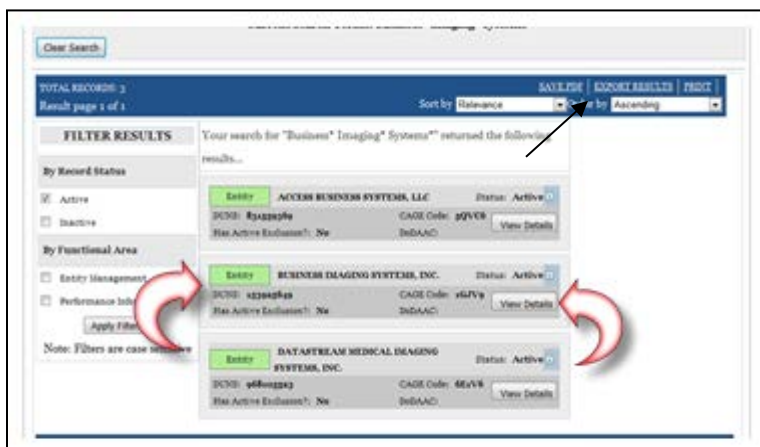 Clear Search
TOTAL RECORDS: 3
SAVE PDF | EXPORT RESULTS | PRINT |
Result page 1 of 1
Sort by Relevance
by Ascending
FILTER RESULTS
Your search for "Business* Imaging* Systems*" returned the following
results...
By Record Status
Active
Inactive
By Functional Area
Entity Management
Performance
Apply
Note: Filters are case sensitive
Entity ACCESS BUSINESS SYSTEMS, LLC Status: Active
DUNS: CAGE Code:
Has Active Exclusion?: No DoDAAC:
View Details
Entity BUSINESS IMAGING SYSTEMS, INC. Status: Active
DUNS: CAGE Code:
Has Active Exclusion?: No DoDAAC:
View Details
Entity DATASTREAM MEDICAL IMAGING
SYSTEMS, INC. Status: Active
DUNS: CAGE Code:
Has Active Exclusion?: No DoDAAC:
View Details